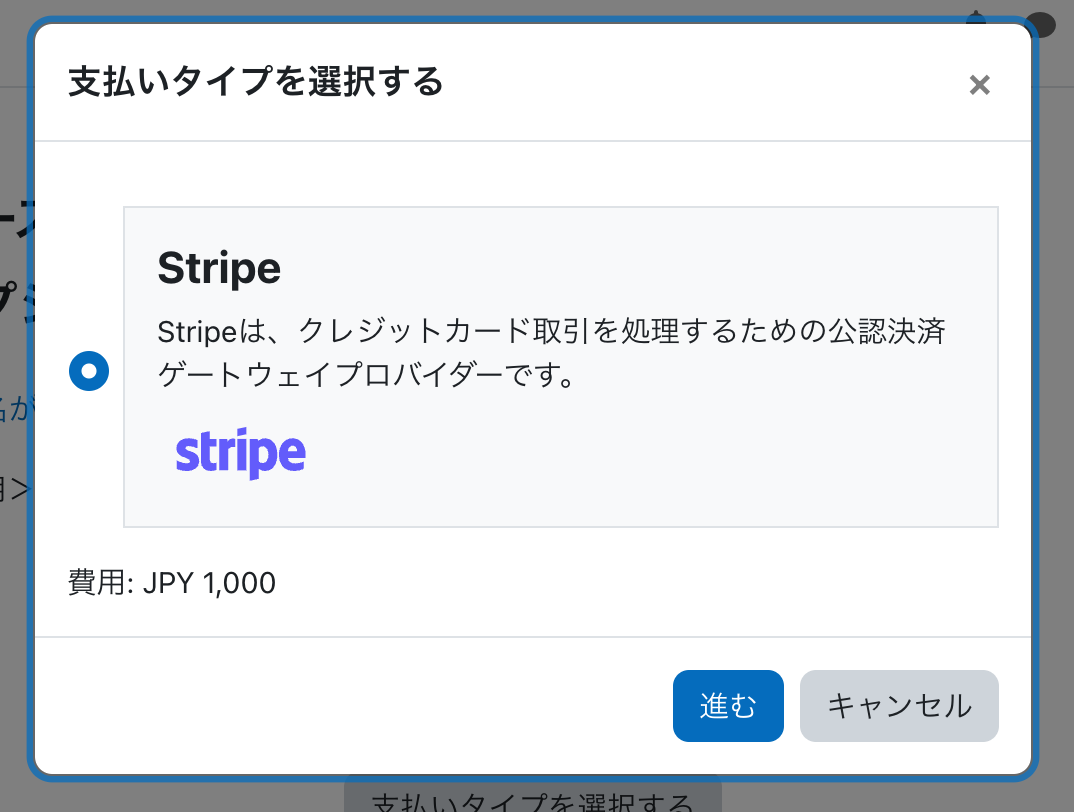 支払いタイプを選択する
×
Stripe
Stripeは、クレジットカード取引を処理するための公認決済
ゲートウェイプロバイダーです。
stripe
費用: JPY 1,000
進む
キャンセル
支払いタイプを選択する